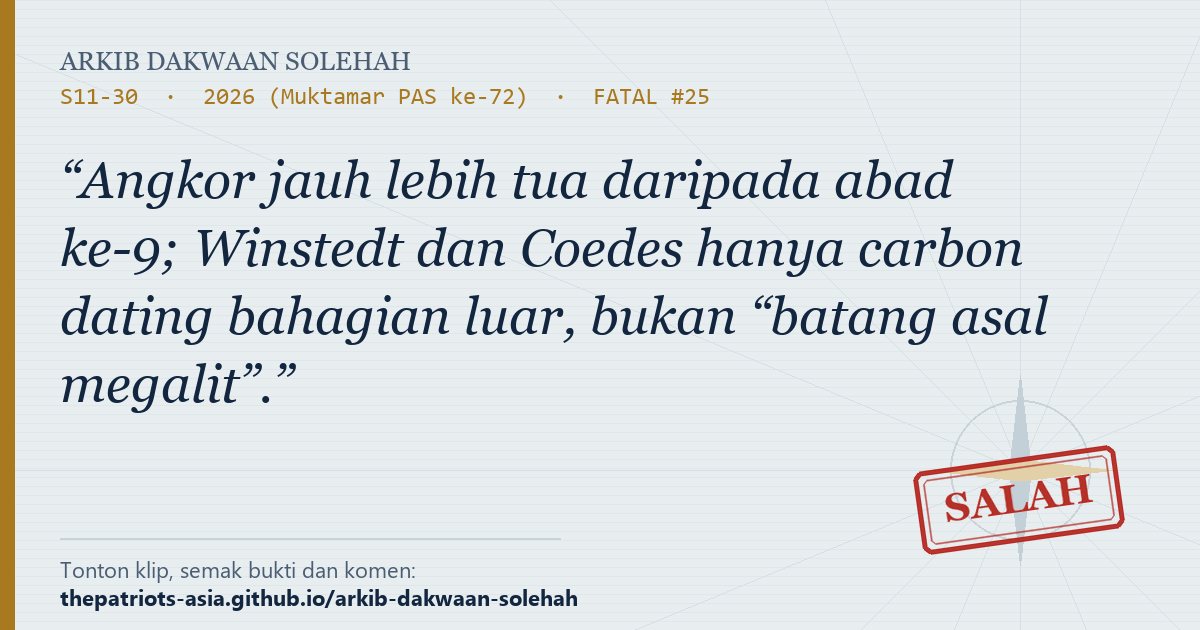 ARKIB DAKWAAN SOLEHAH
S11-30 · 2026 (Muktamar PAS ke-72) · FATAL #25
“Angkor jauh lebih tua daripada abad
ke-9; Winstedt dan Coedes hanya carbon
dating bahagian luar, bukan “batang asal
megalit”.”
SALAH
Tonton klip, semak bukti dan komen:
thepatriots-asia.github.io/arkib-dakwaan-solehah